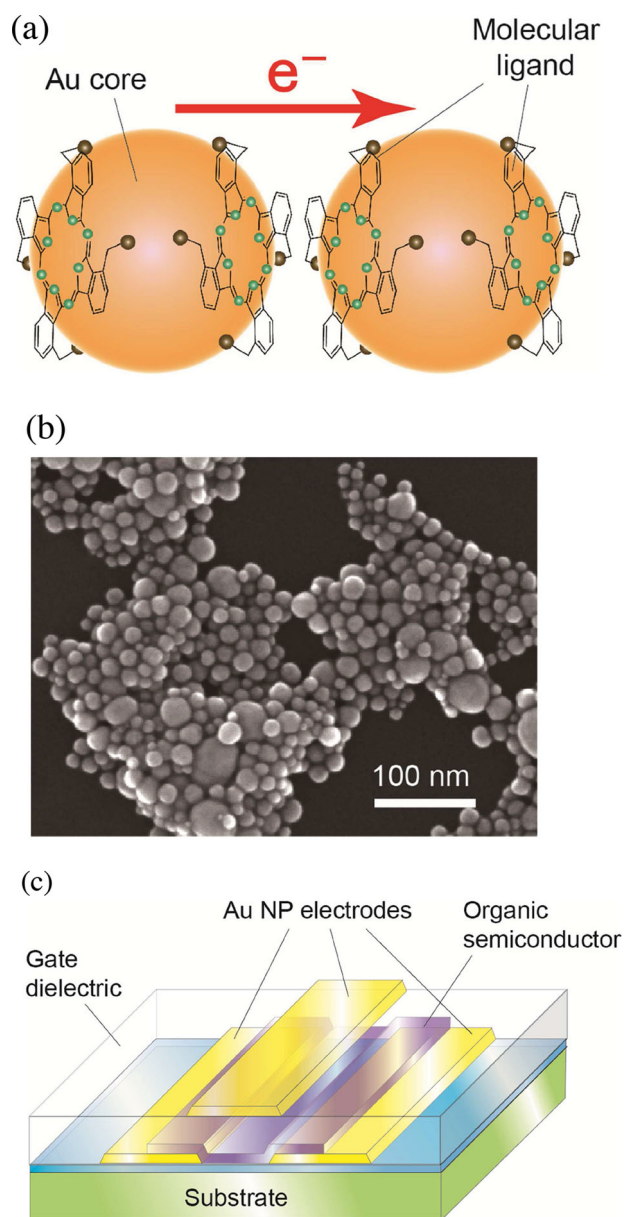 (a)
Au core
e⁻
Molecular
ligand
(b)
100 nm
(c)
Au NP electrodes
Organic
semiconductor
Gate
dielectric
Substrate